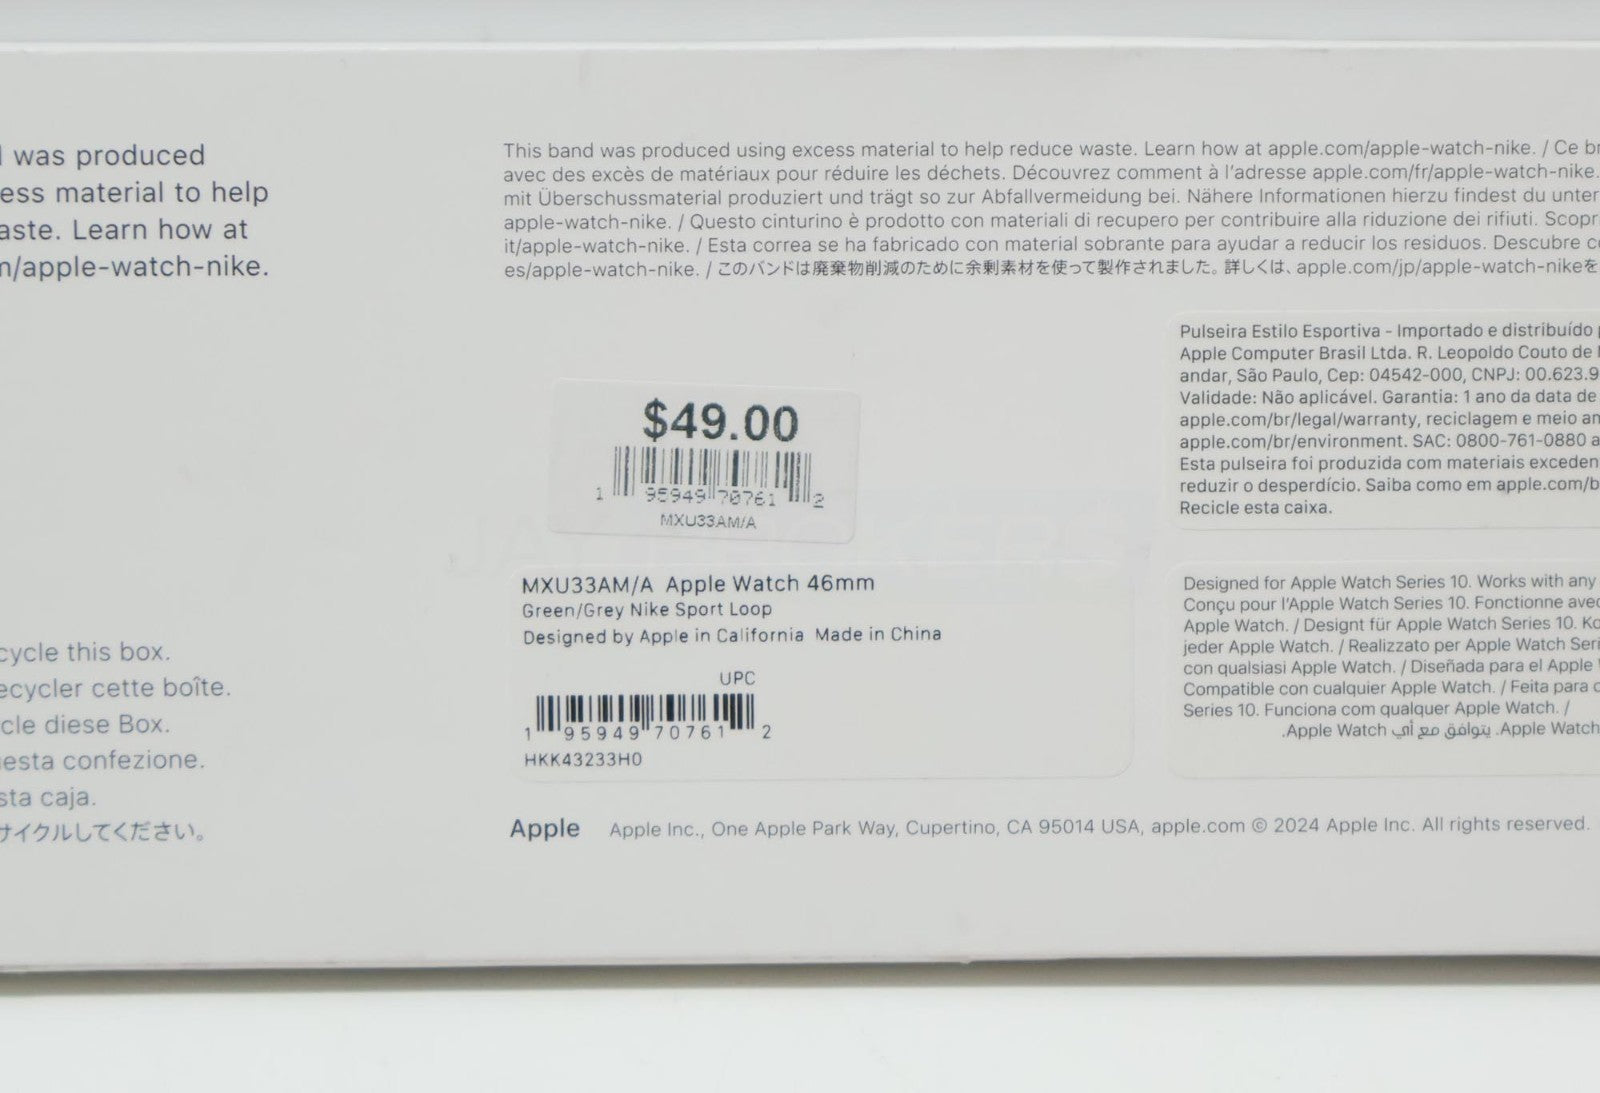 was produced
ess material to help
aste. Learn how at
/apple-watch-nike.
This band was produced using excess material to help reduce waste. Learn how at apple.com/apple-watch-nike. / Ce
avec des excès de matériaux pour réduire les déchets. Découvrez comment à l'adresse apple.com/fr/apple-watch-nike.
mit Überschussmaterial produziert und trägt so zur Abfallvermeidung bei. Nähere Informationen hierzu findest du unter
apple-watch-nike. / Questo cinturino è prodotto con materiali di recupero per contribuire alla riduzione dei rifiuti. Scopr
it/apple-watch-nike. / Esta correa se ha fabricado con material sobrante para ayudar a reducir los residuos. Descubre
es/apple-watch-nike. / このバンドは廃棄物削減のために余剰素材を使って製作されました。詳しくは、apple.com/jp/apple-watch-nikeを
Pulseira Estilo Esportiva - Importado e distribuído
Apple Computer Brasil Ltda. R. Leopoldo Couto de
andar, São Paulo, Cep: 04542-000, CNPJ: 00.623.9
Validade: Não aplicável. Garantia: 1 ano da data de
apple.com/br/legal/warranty, reciclagem e meio
apple.com/br/environment. SAC: 0800-761-0880
Esta pulseira foi produzida com materiais exceden
reduzir o desperdício. Saiba como em apple.com/b
Recicle esta caixa.
$49.00
1 95949 70761 2
MXU33AM/A
MXU33AM/A Apple Watch 46mm
Green/Grey Nike Sport Loop
Designed by Apple in California Made in China
UPC
1 95949 70761 2
HKK43233H0
Designed for Apple Watch Series 10. Works with any
Conçu pour l'Apple Watch Series 10. Fonctionne avec
Apple Watch. / Designt für Apple Watch Series 10. Ko
jeder Apple Watch. / Realizzato per Apple Watch Seri
con qualsiasi Apple Watch. / Diseñada para el Apple
Compatible con cualquier Apple Watch. / Feita para
Series 10. Funciona com qualquer Apple Watch. /
Apple Watch. يتوافق مع أي Apple Watch.
cycle this box.
ecycler cette boîte.
cle diese Box.
esta confezione.
sta caja.
サイクルしてください。
Apple Apple Inc., One Apple Park Way, Cupertino, CA 95014 USA, apple.com © 2024 Apple Inc. All rights reserved.